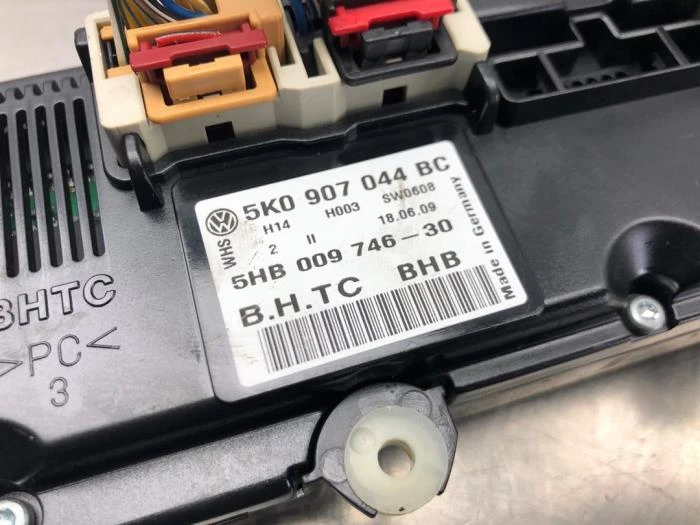 5K0 907 044 BC
WHS H14 H003 SW0608
2 II 18.06.09
5HB 009 746-30
B.H.TC BHB
Made in Germany
BHTC
>PC<
3